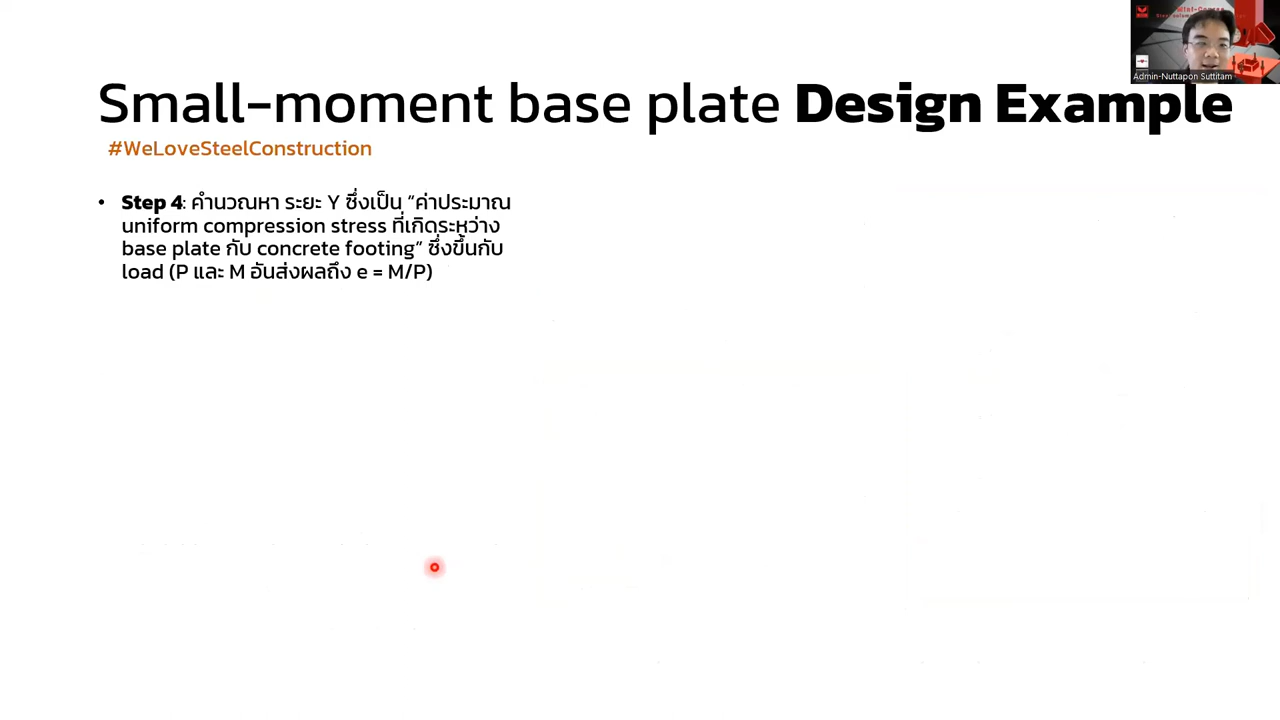 Admin-Nuttapon Suttitam
Small-moment base plate Design Example
#WeLoveSteelConstruction
• Step 4: คำนวณหา ระยะ Y ซึ่งเป็น “ค่าประมาณ
uniform compression stress ที่เกิดระหว่าง
base plate กับ concrete footing” ซึ่งขึ้นกับ
load (P และ M อันส่งผลถึง e = M/P)